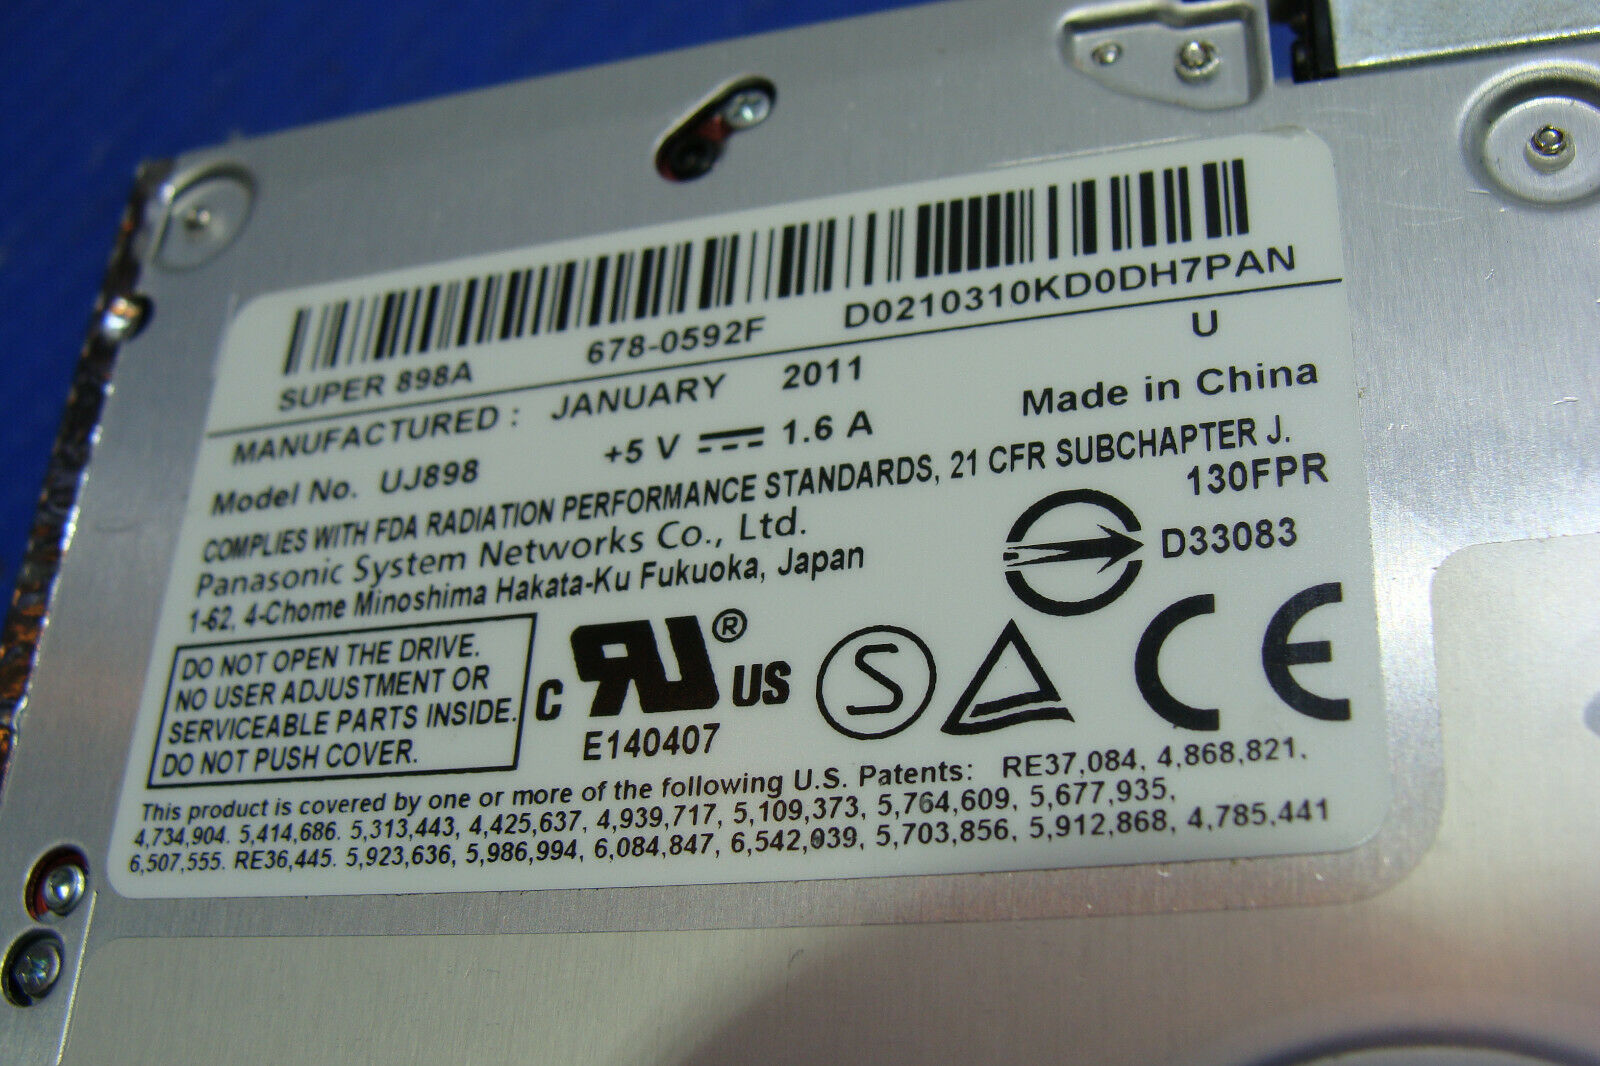 SUPER 898A 678-0592F D0210310KD0DH7PAN
MANUFACTURED : JANUARY 2011 U
Model No. UJ898 +5 V 1.6 A Made in China
COMPLIES WITH FDA RADIATION PERFORMANCE STANDARDS, 21 CFR SUBCHAPTER J.
Panasonic System Networks Co., Ltd. 130FPR
1-62, 4-Chome Minoshima Hakata-Ku Fukuoka, Japan D33083
DO NOT OPEN THE DRIVE.
NO USER ADJUSTMENT OR
SERVICEABLE PARTS INSIDE.
DO NOT PUSH COVER.
C RU ® US
E140407
S
CE
This product is covered by one or more of the following U.S. Patents: RE37,084, 4,868,821,
4,734,904. 5,414,686. 5,313,443, 4,425,637, 4,939,717, 5,109,373, 5,764,609, 5,677,935,
6,507,555. RE36,445. 5,923,636, 5,986,994, 6,084,847, 6,542,039, 5,703,856, 5,912,868, 4,785,441